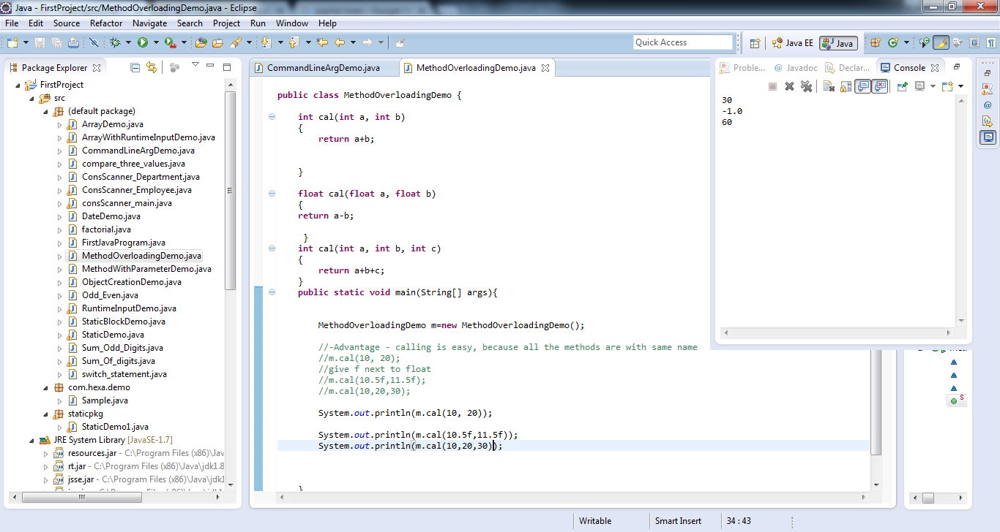 Java - FirstProject/src/MethodOverloadingDemo.java - Eclipse
File Edit Source Refactor Navigate Search Project Run Window Help
Quick Access
Java EE
Java
Package Explorer
FirstProject
src
(default package)
ArrayDemo.java
ArrayWithRuntimeInputDemo.java
CommandLineArgDemo.java
compare_three_values.java
ConsScanner_Department.java
ConsScanner_Employee.java
consScanner_main.java
DateDemo.java
factorial.java
FirstJavaProgram.java
MethodOverloadingDemo.java
MethodWithParameterDemo.java
ObjectCreationDemo.java
Odd_Even.java
RuntimeInputDemo.java
StaticBlockDemo.java
StaticDemo.java
Sum_Odd_Digits.java
Sum_Of_digits.java
switch_statement.java
com.hexa.demo
Sample.java
staticpkg
StaticDemo1.java
JRE System Library [JavaSE-1.7]
resources.jar - C:\Program Files (x86)\Jav
rt.jar - C:\Program Files (x86)\Java\jdk1.8
jsse.jar - C:\Program Files (x86)\Java\jdk1
CommandLineArgDemo.java
MethodOverloadingDemo.java
public class MethodOverloadingDemo {
int cal(int a, int b)
{
return a+b;
}
float cal(float a, float b)
{
return a-b;
}
int cal(int a, int b, int c)
{
return a+b+c;
}
public static void main(String[] args){
MethodOverloadingDemo m=new MethodOverloadingDemo();
//-Advantage - calling is easy, because all the methods are with same name
//m.cal(10, 20);
//give f next to float
//m.cal(10.5f,11.5f);
//m.cal(10,20,30);
System.out.println(m.cal(10, 20));
System.out.println(m.cal(10.5f,11.5f));
System.out.println(m.cal(10,20,30));
}
Proble...
@ Javadoc
Declar...
Console
30
-1.0
60
Writable
Smart Insert
34 : 43